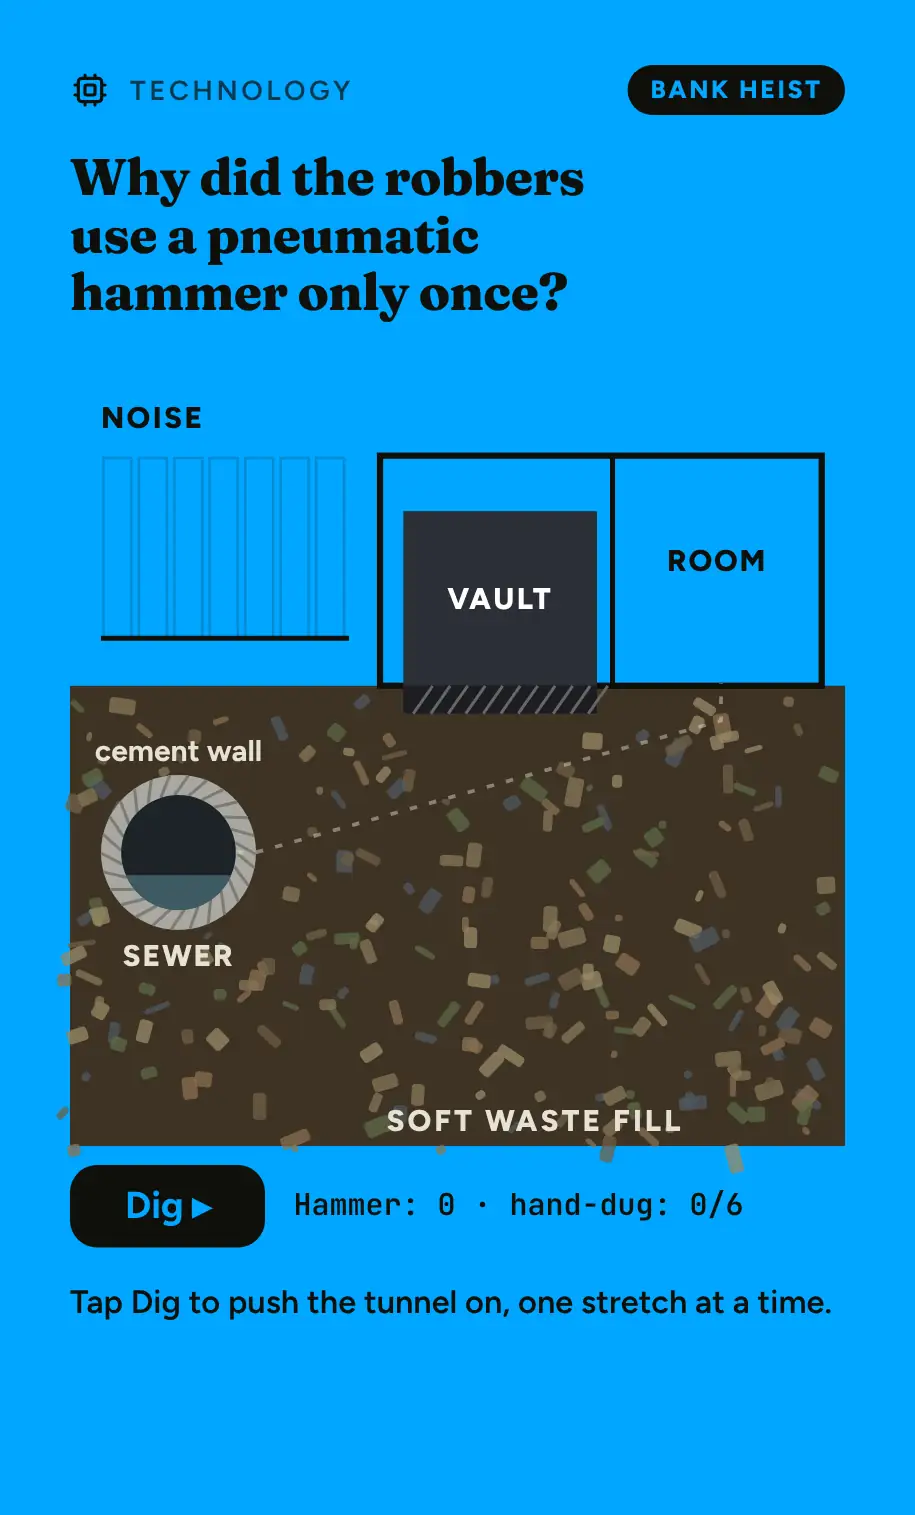 TECHNOLOGY
BANK HEIST
Why did the robbers
use a pneumatic
hammer only once?
NOISE
VAULT
ROOM
cement wall
SEWER
SOFT WASTE FILL
Dig ▶
Hammer: 0 · hand-dug: 0/6
Tap Dig to push the tunnel on, one stretch at a time.